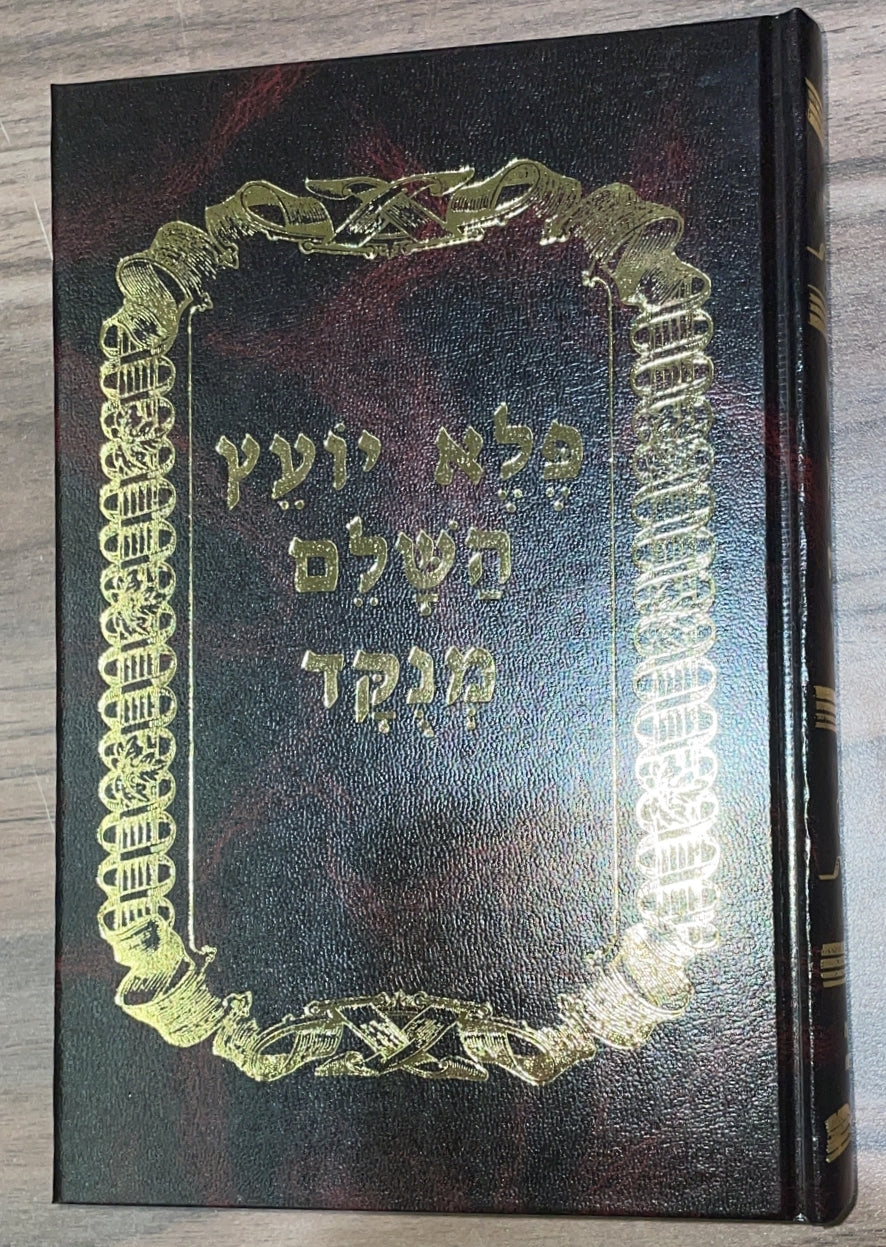 פֶּלֶא יוֹעֵץ
הַשָּׁלֵם
מְנֻקָּד